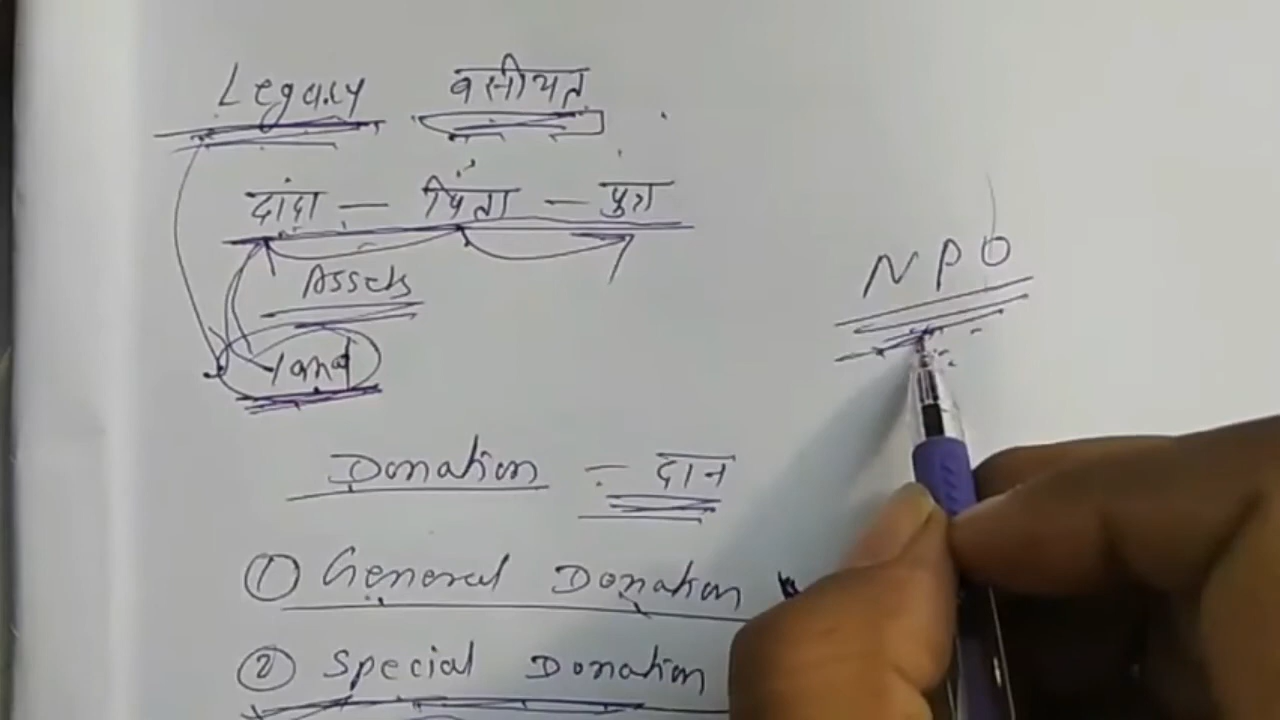 Legacy वसीयत
दादा — पिता — पुत्र
Assets
land
NPO
Donation - दान
① General Donation
② Special Donation